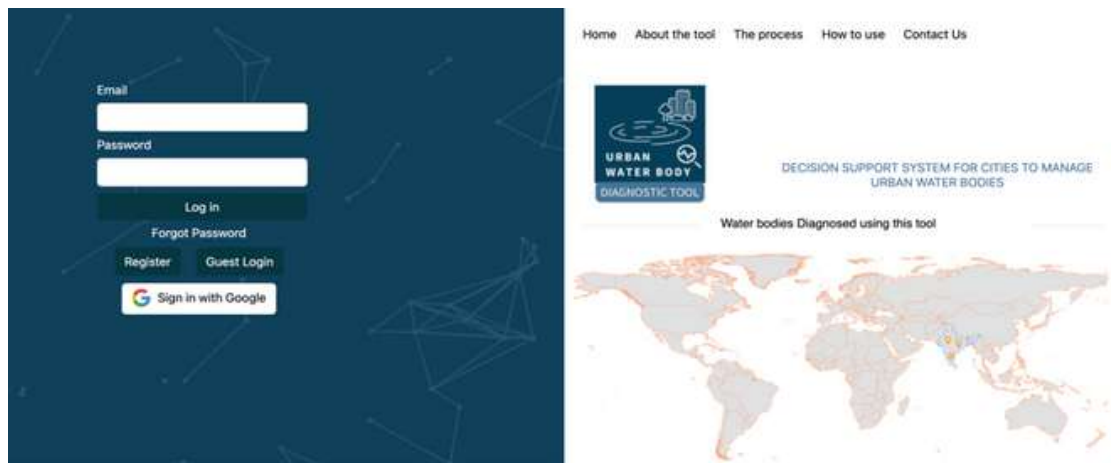 Email
Password
Log in
Forgot Password
Register Guest Login
Sign in with Google
Home About the tool The process How to use Contact Us
URBAN
WATER BODY
DIAGNOSTIC TOOL
DECISION SUPPORT SYSTEM FOR CITIES TO MANAGE
URBAN WATER BODIES
Water bodies Diagnosed using this tool